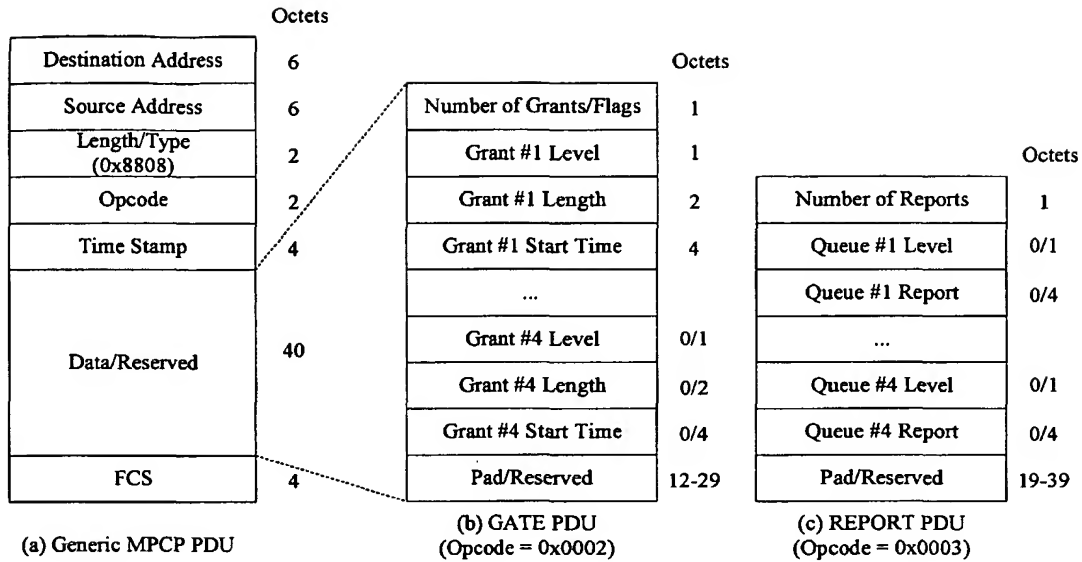 Octets
Destination Address 6
Source Address 6
Length/Type
(0x8808) 2
Opcode 2
Time Stamp 4
Data/Reserved 40
FCS 4
(a) Generic MPCP PDU
Octets
Number of Grants/Flags 1
Grant #1 Level 1
Grant #1 Length 2
Grant #1 Start Time 4
...
Grant #4 Level 0/1
Grant #4 Length 0/2
Grant #4 Start Time 0/4
Pad/Reserved 12-29
(b) GATE PDU
(Opcode = 0x0002)
Octets
Number of Reports 1
Queue #1 Level 0/1
Queue #1 Report 0/4
...
Queue #4 Level 0/1
Queue #4 Report 0/4
Pad/Reserved 19-39
(c) REPORT PDU
(Opcode = 0x0003)